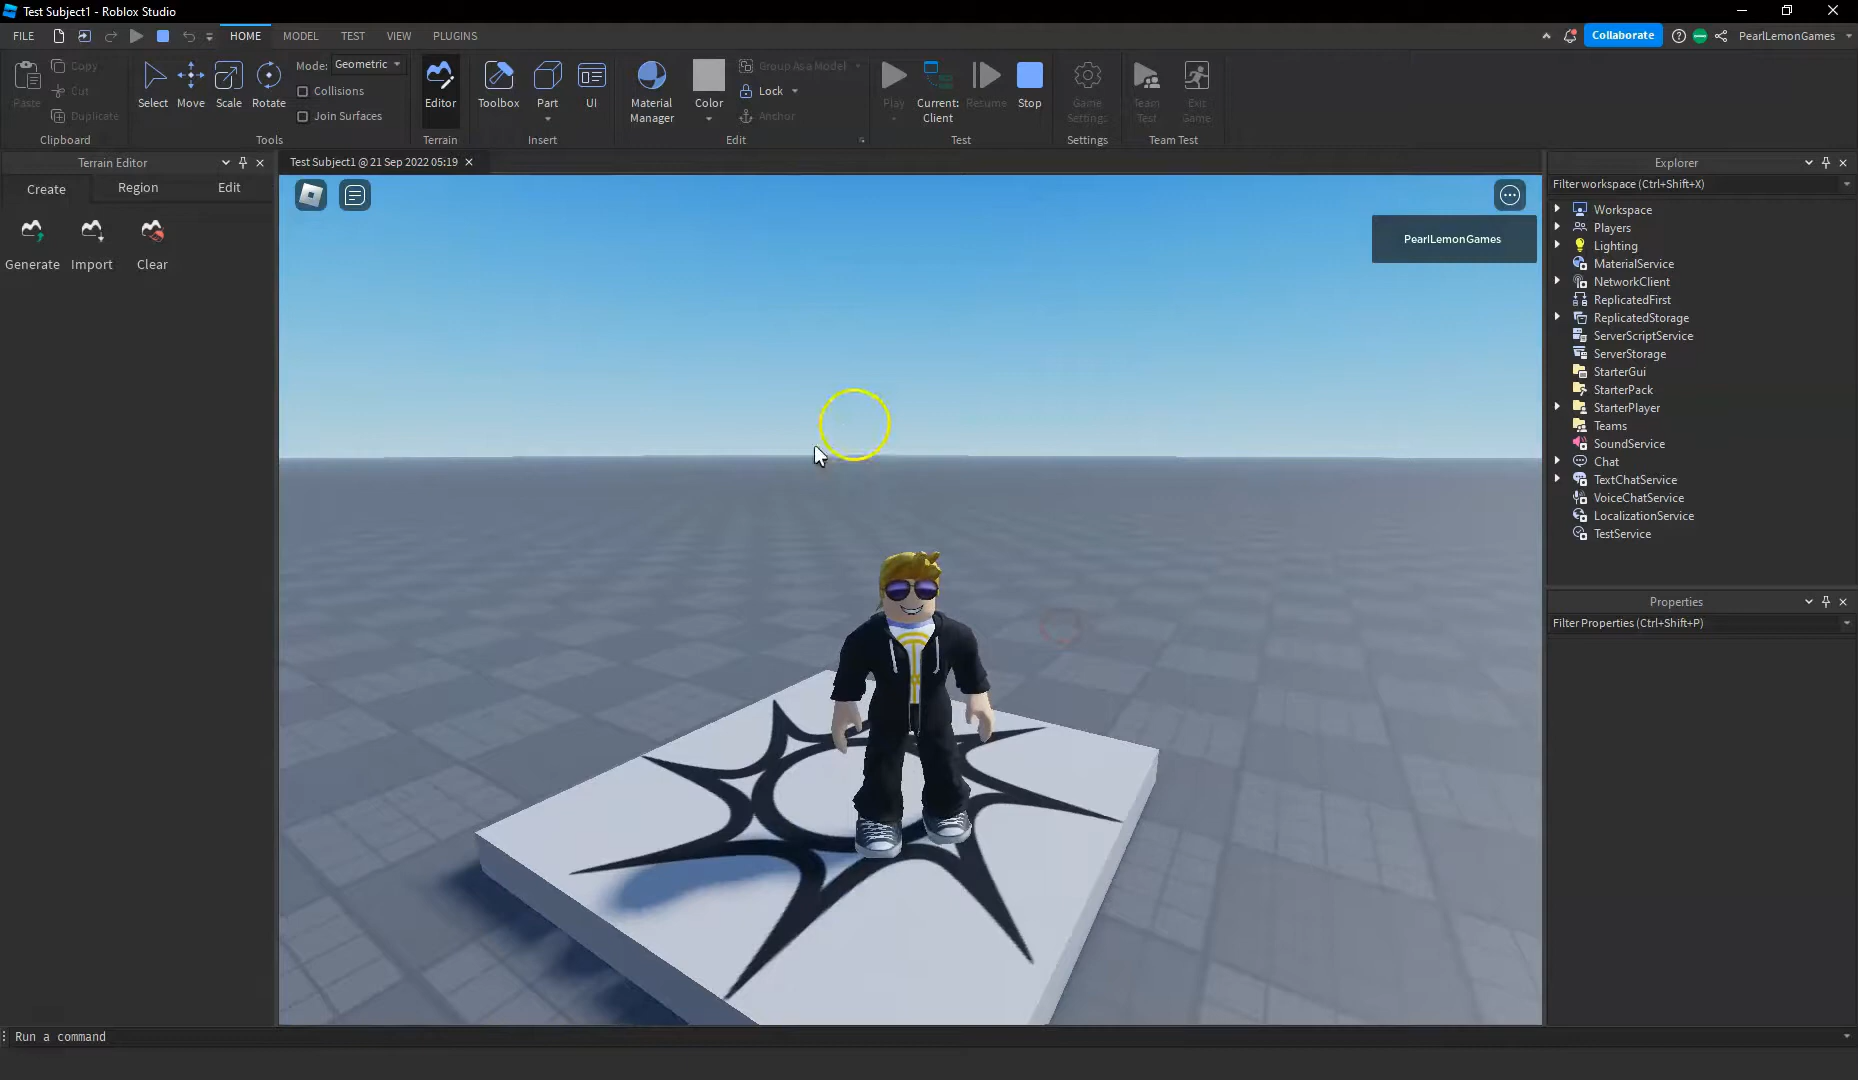 Test Subject1 - Roblox Studio
FILE HOME MODEL TEST VIEW PLUGINS Collaborate PearlLemonGames
Paste Copy Cut Duplicate
Select Move Scale Rotate
Mode: Geometric
Collisions
Join Surfaces
Editor
Toolbox Part UI
Material Manager Color
Group As a Model
Lock
Anchor
Play Current: Client Resume Stop
Game Settings Team Test Exit Game
Clipboard Tools Terrain Insert Edit Test Settings Team Test
Terrain Editor
Create Region Edit
Generate Import Clear
Test Subject1 @ 21 Sep 2022 05:19
PearlLemonGames
Explorer
Filter workspace (Ctrl+Shift+X)
Workspace
Players
Lighting
MaterialService
NetworkClient
ReplicatedFirst
ReplicatedStorage
ServerScriptService
ServerStorage
StarterGui
StarterPack
StarterPlayer
Teams
SoundService
Chat
TextChatService
VoiceChatService
LocalizationService
TestService
Properties
Filter Properties (Ctrl+Shift+P)
Run a command